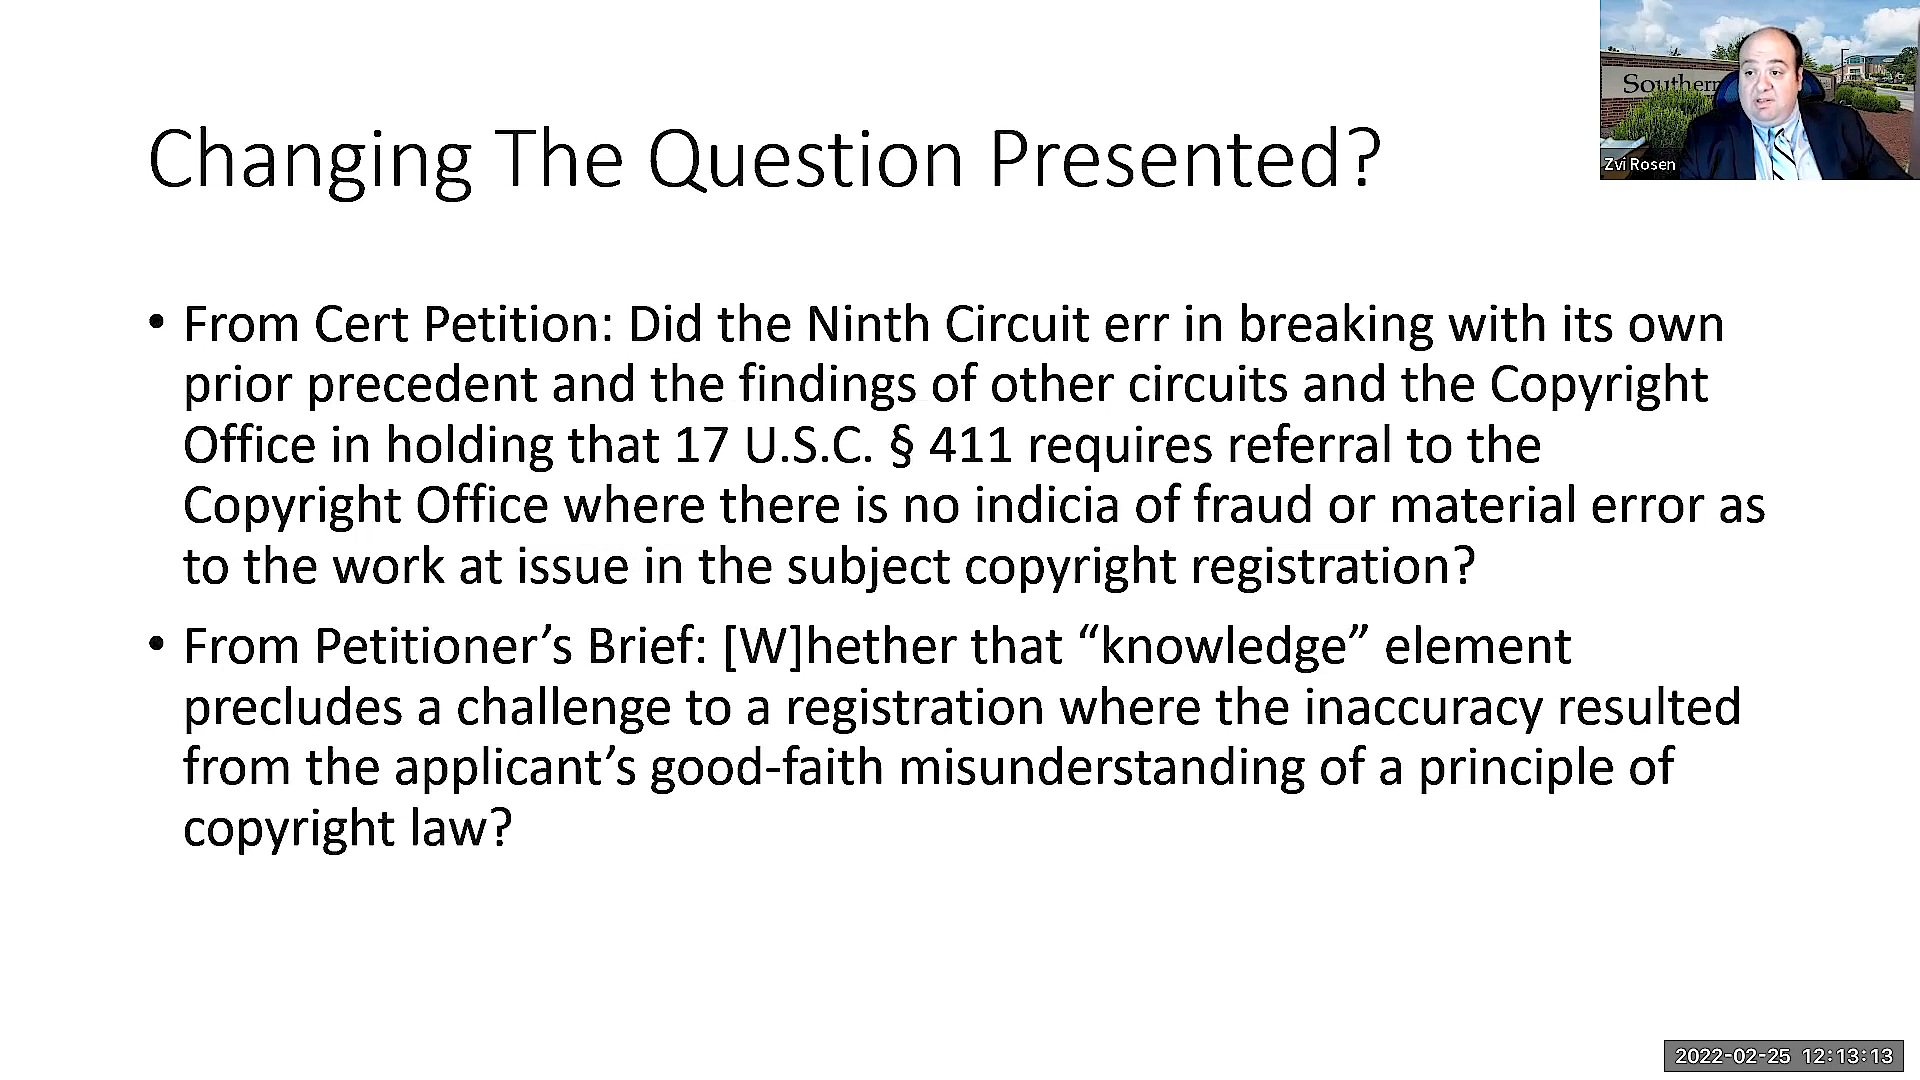 Changing The Question Presented?
Southern
Zvi Rosen
• From Cert Petition: Did the Ninth Circuit err in breaking with its own
prior precedent and the findings of other circuits and the Copyright
Office in holding that 17 U.S.C. § 411 requires referral to the
Copyright Office where there is no indicia of fraud or material error as
to the work at issue in the subject copyright registration?
• From Petitioner’s Brief: [W]hether that “knowledge” element
precludes a challenge to a registration where the inaccuracy resulted
from the applicant’s good-faith misunderstanding of a principle of
copyright law?
2022-02-25 12:13:13